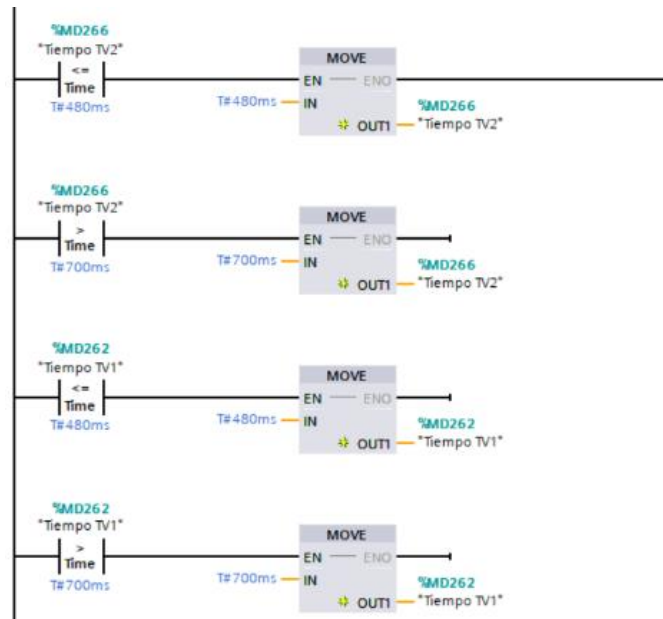 %MD266
"Tiempo TV2"
<=
Time
T#480ms
MOVE
EN ENO
T#480ms IN
OUT1
%MD266
"Tiempo TV2"
%MD266
"Tiempo TV2"
>
Time
T#700ms
MOVE
EN ENO
T#700ms IN
OUT1
%MD266
"Tiempo TV2"
%MD262
"Tiempo TV1"
<=
Time
T#480ms
MOVE
EN ENO
T#480ms IN
OUT1
%MD262
"Tiempo TV1"
%MD262
"Tiempo TV1"
>
Time
T#700ms
MOVE
EN ENO
T#700ms IN
OUT1
%MD262
"Tiempo TV1"